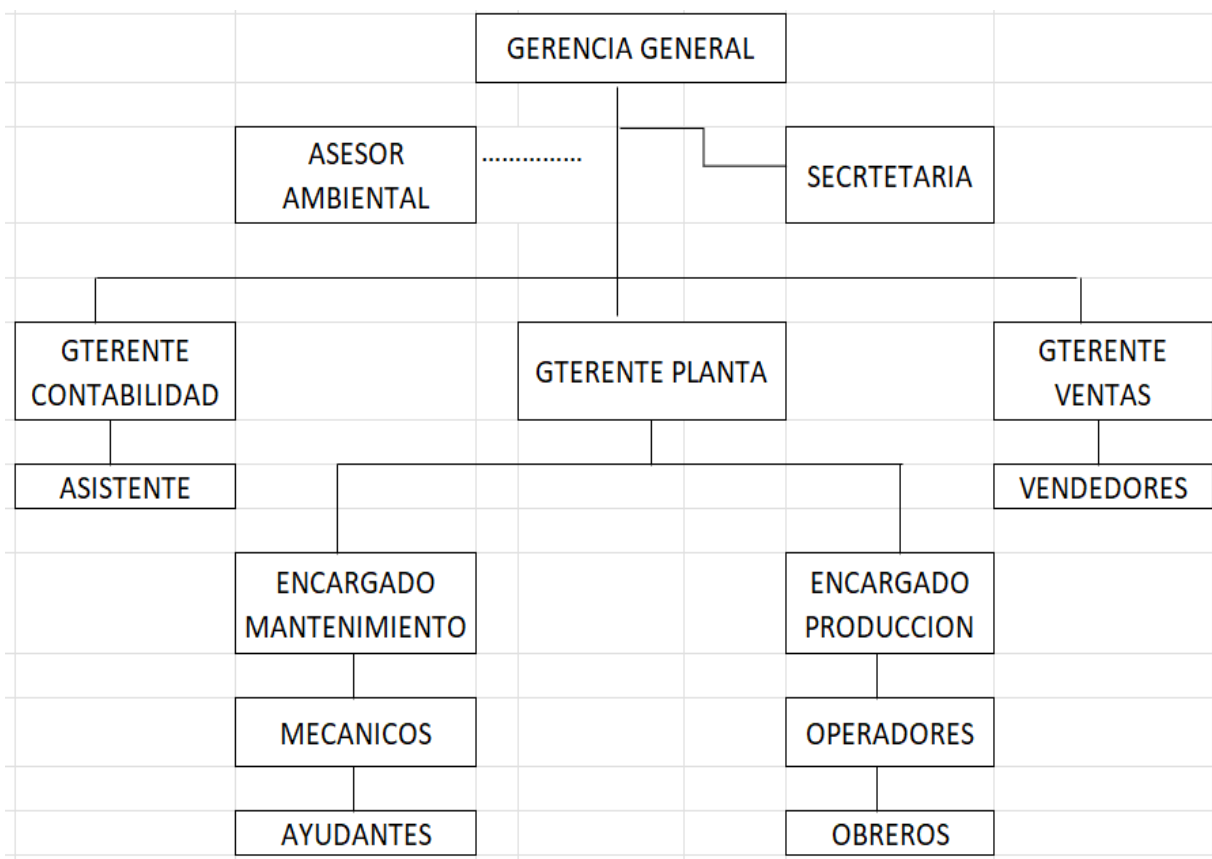 GERENCIA GENERAL
ASESOR
AMBIENTAL
...............
SECRTETARIA
GTERENTE
CONTABILIDAD
GTERENTE PLANTA
GTERENTE
VENTAS
ASISTENTE
VENDEDORES
ENCARGADO
MANTENIMIENTO
ENCARGADO
PRODUCCION
MECANICOS
OPERADORES
AYUDANTES
OBREROS